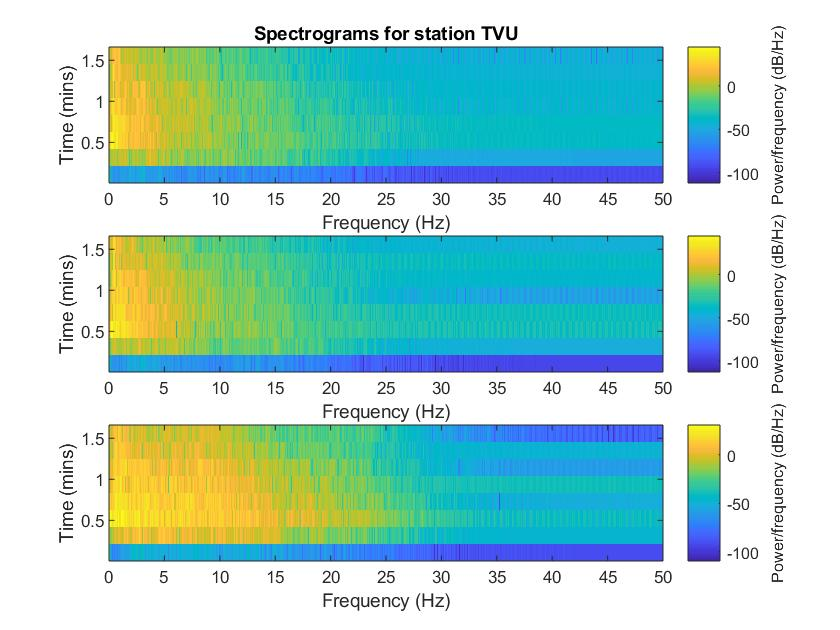 Spectrograms for station TVU
1.5
1
0.5
Time (mins)
0 5 10 15 20 25 30 35 40 45 50
Frequency (Hz)
0
-50
-100
Power/frequency (dB/Hz)
1.5
1
0.5
Time (mins)
0 5 10 15 20 25 30 35 40 45 50
Frequency (Hz)
0
-50
-100
Power/frequency (dB/Hz)
1.5
1
0.5
Time (mins)
0 5 10 15 20 25 30 35 40 45 50
Frequency (Hz)
0
-50
-100
Power/frequency (dB/Hz)